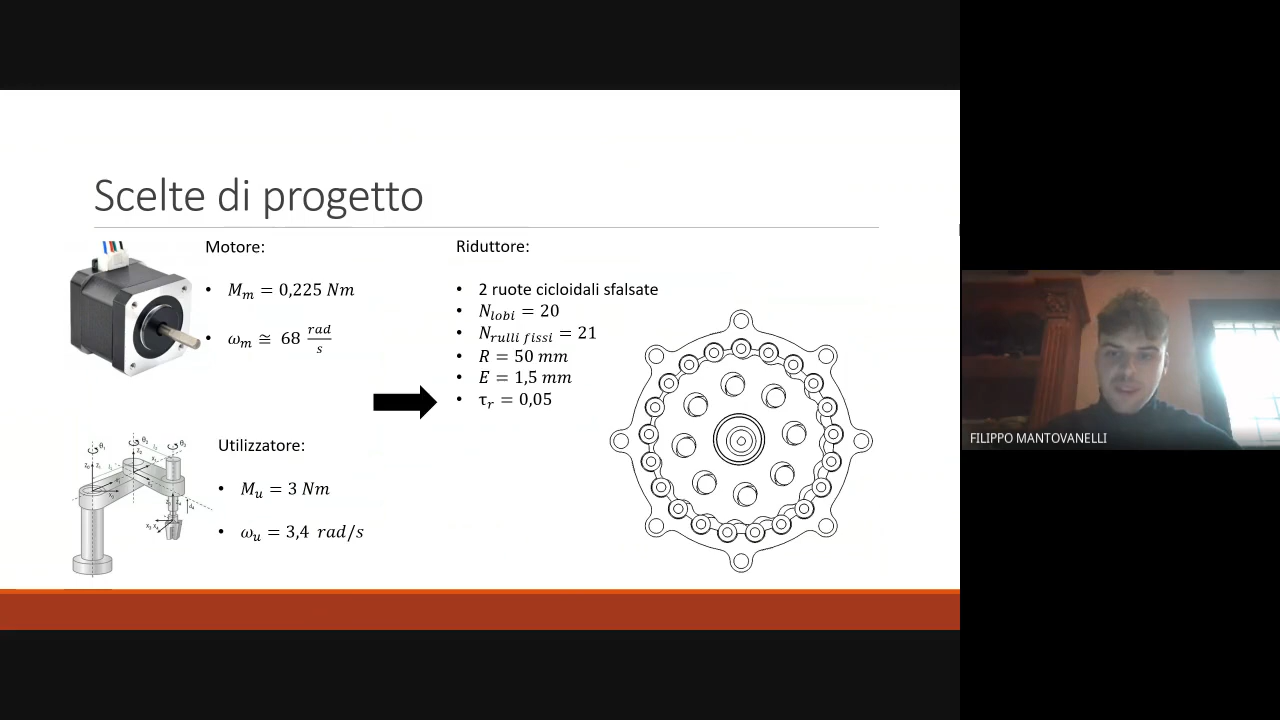 Scelte di progetto
Motore:
• M_m = 0,225 Nm
• ω_m ≅ 68 rad/s
Utilizzatore:
• M_u = 3 Nm
• ω_u = 3,4 rad/s
Riduttore:
• 2 ruote cicloidali sfalsate
• N_lobi = 20
• N_rulli fissi = 21
• R = 50 mm
• E = 1,5 mm
• τ_r = 0,05
FILIPPO MANTOVANELLI